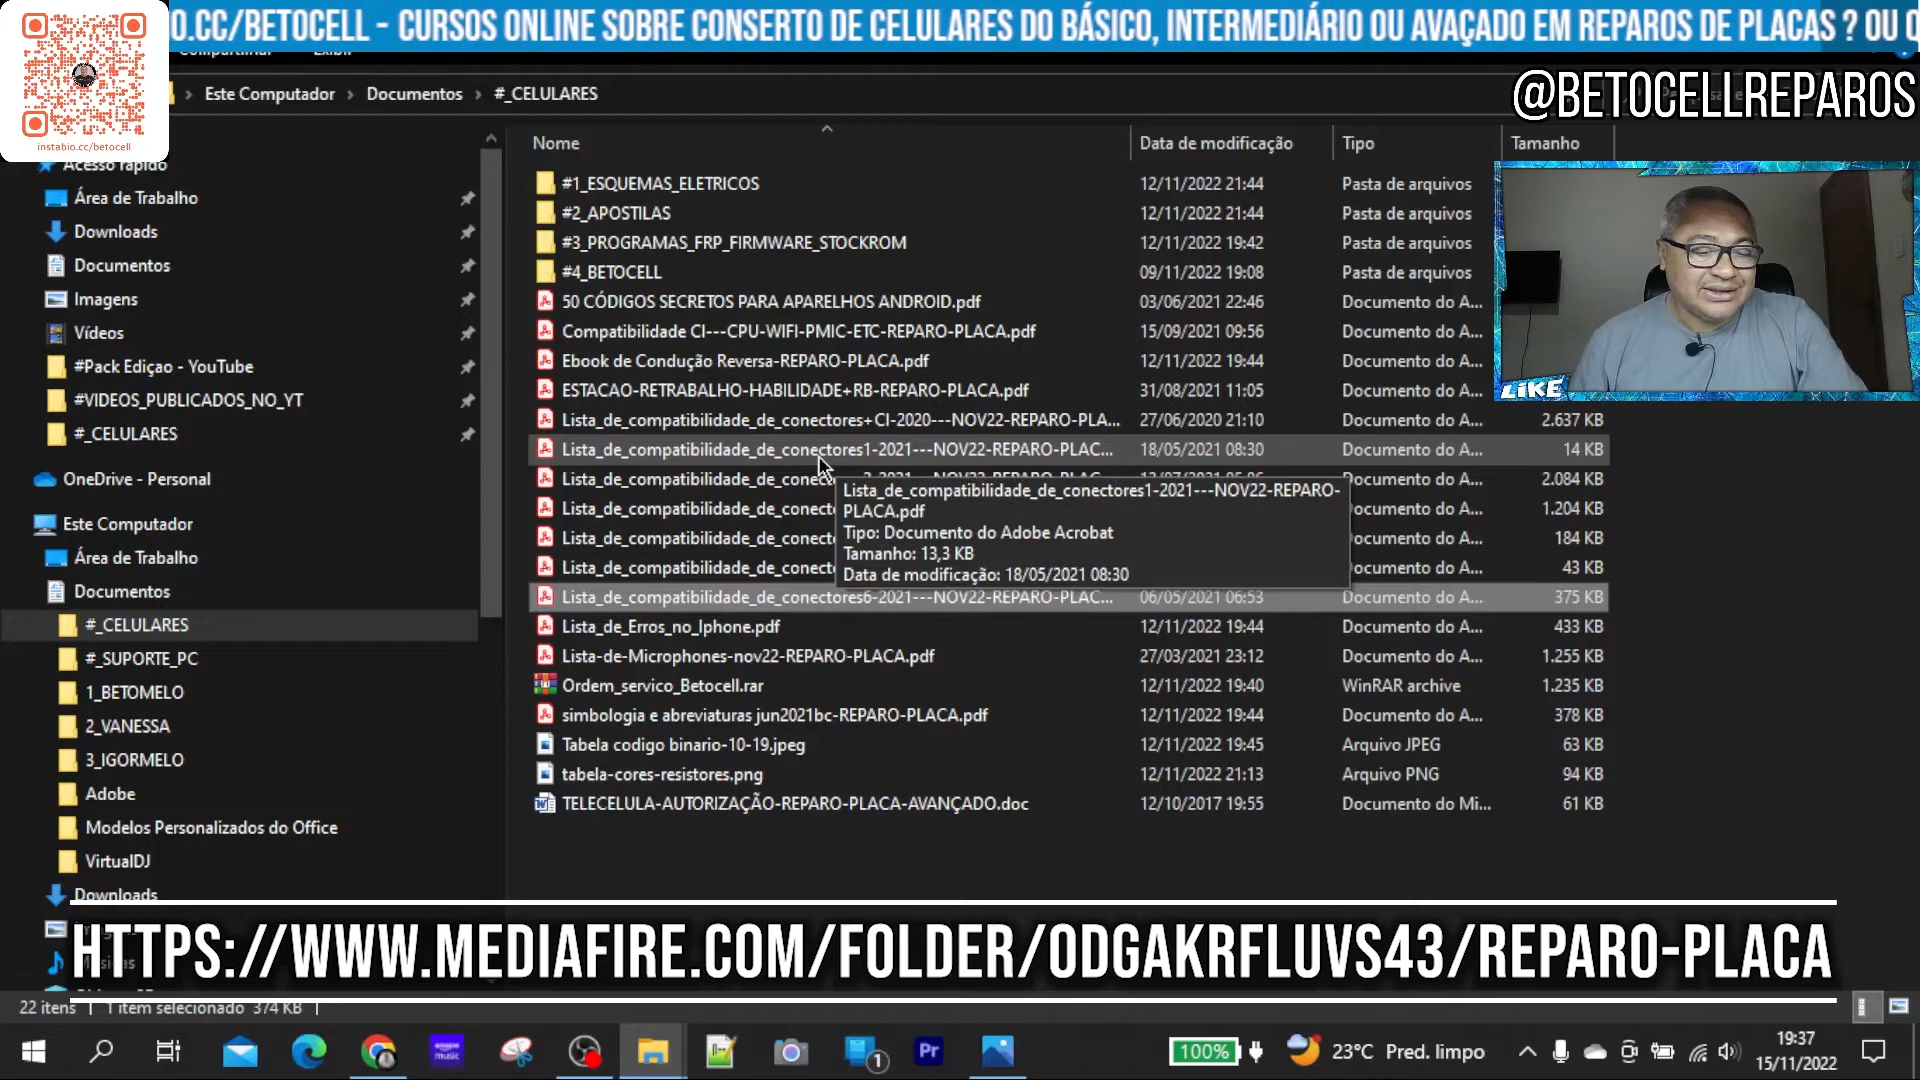 O.CC/BETOCELL - CURSOS ONLINE SOBRE CONSERTO DE CELULARES DO BÁSICO, INTERMEDIÁRIO OU AVAÇADO EM REPAROS DE PLACAS ? OU Q
instabio.cc/betocell
Compartilhar Exibir
@BETOCELLREPAROS
Este Computador > Documentos > #_CELULARES
Nome Data de modificação Tipo Tamanho
Acesso rápido
Área de Trabalho
Downloads
Documentos
Imagens
Vídeos
#Pack Ediçao - YouTube
#VIDEOS_PUBLICADOS_NO_YT
#_CELULARES
OneDrive - Personal
Este Computador
Área de Trabalho
Documentos
#_CELULARES
#_SUPORTE_PC
1_BETOMELO
2_VANESSA
3_IGORMELO
Adobe
Modelos Personalizados do Office
VirtualDJ
Downloads
#1_ESQUEMAS_ELETRICOS 12/11/2022 21:44 Pasta de arquivos
#2_APOSTILAS 12/11/2022 21:44 Pasta de arquivos
#3_PROGRAMAS_FRP_FIRMWARE_STOCKROM 12/11/2022 19:42 Pasta de arquivos
#4_BETOCELL 09/11/2022 19:08 Pasta de arquivos
50 CÓDIGOS SECRETOS PARA APARELHOS ANDROID.pdf 03/06/2021 22:46 Documento do A...
Compatibilidade CI---CPU-WIFI-PMIC-ETC-REPARO-PLACA.pdf 15/09/2021 09:56 Documento do A...
Ebook de Condução Reversa-REPARO-PLACA.pdf 12/11/2022 19:44 Documento do A...
ESTACAO-RETRABALHO-HABILIDADE+RB-REPARO-PLACA.pdf 31/08/2021 11:05 Documento do A...
Lista_de_compatibilidade_de_conectores+CI-2020---NOV22-REPARO-PLA... 27/06/2020 21:10 Documento do A... 2.637 KB
Lista_de_compatibilidade_de_conectores1-2021---NOV22-REPARO-PLAC... 18/05/2021 08:30 Documento do A... 14 KB
Lista_de_compatibilidade_de_conec Documento do A... 2.084 KB
Lista_de_compatibilidade_de_conect Documento do A... 1.204 KB
Lista_de_compatibilidade_de_conect Documento do A... 184 KB
Lista_de_compatibilidade_de_conect Documento do A... 43 KB
Lista_de_compatibilidade_de_conectores1-2021---NOV22-REPARO-
PLACA.pdf
Tipo: Documento do Adobe Acrobat
Tamanho: 13,3 KB
Data de modificação: 18/05/2021 08:30
Lista_de_compatibilidade_de_conectores6-2021---NOV22-REPARO-PLAC... 06/05/2021 06:53 Documento do A... 375 KB
Lista_de_Erros_no_Iphone.pdf 12/11/2022 19:44 Documento do A... 433 KB
Lista-de-Microphones-nov22-REPARO-PLACA.pdf 27/03/2021 23:12 Documento do A... 1.255 KB
Ordem_servico_Betocell.rar 12/11/2022 19:40 WinRAR archive 1.235 KB
simbologia e abreviaturas jun2021bc-REPARO-PLACA.pdf 12/11/2022 19:44 Documento do A... 378 KB
Tabela codigo binario-10-19.jpeg 12/11/2022 19:45 Arquivo JPEG 63 KB
tabela-cores-resistores.png 12/11/2022 21:13 Arquivo PNG 94 KB
TELECELULA-AUTORIZAÇÃO-REPARO-PLACA-AVANÇADO.doc 12/10/2017 19:55 Documento do Mi... 61 KB
LIKE
HTTPS://WWW.MEDIAFIRE.COM/FOLDER/ODGAKRFLUVS43/REPARO-PLACA
22 itens 1 item selecionado 374 KB
amazon music
1
Pr
100%
23°C Pred. limpo
19:37
15/11/2022